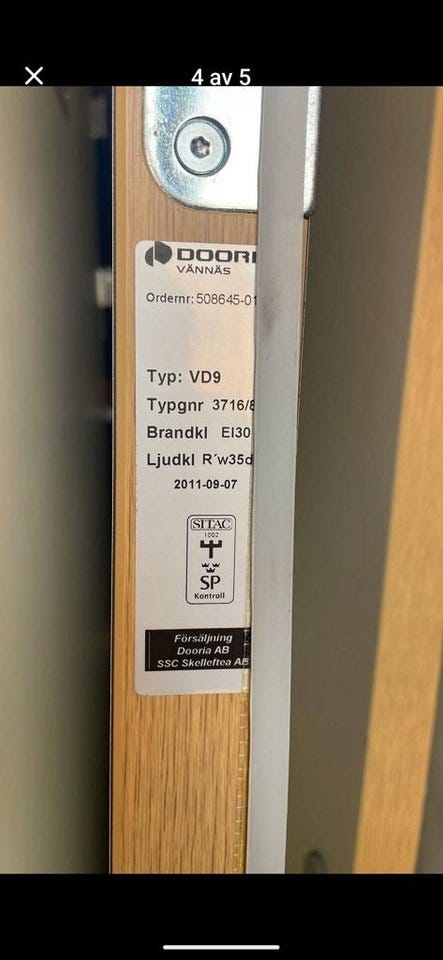 4 av 5
DOORI
VÄNNÄS
Ordernr: 508645-01
Typ: VD9
Typgnr 3716/8
Brandkl EI30
Ljudkl R´w35d
2011-09-07
SITAC
1002
SP
Kontroll
Försäljning
Dooria AB
SSC Skelleftea AB